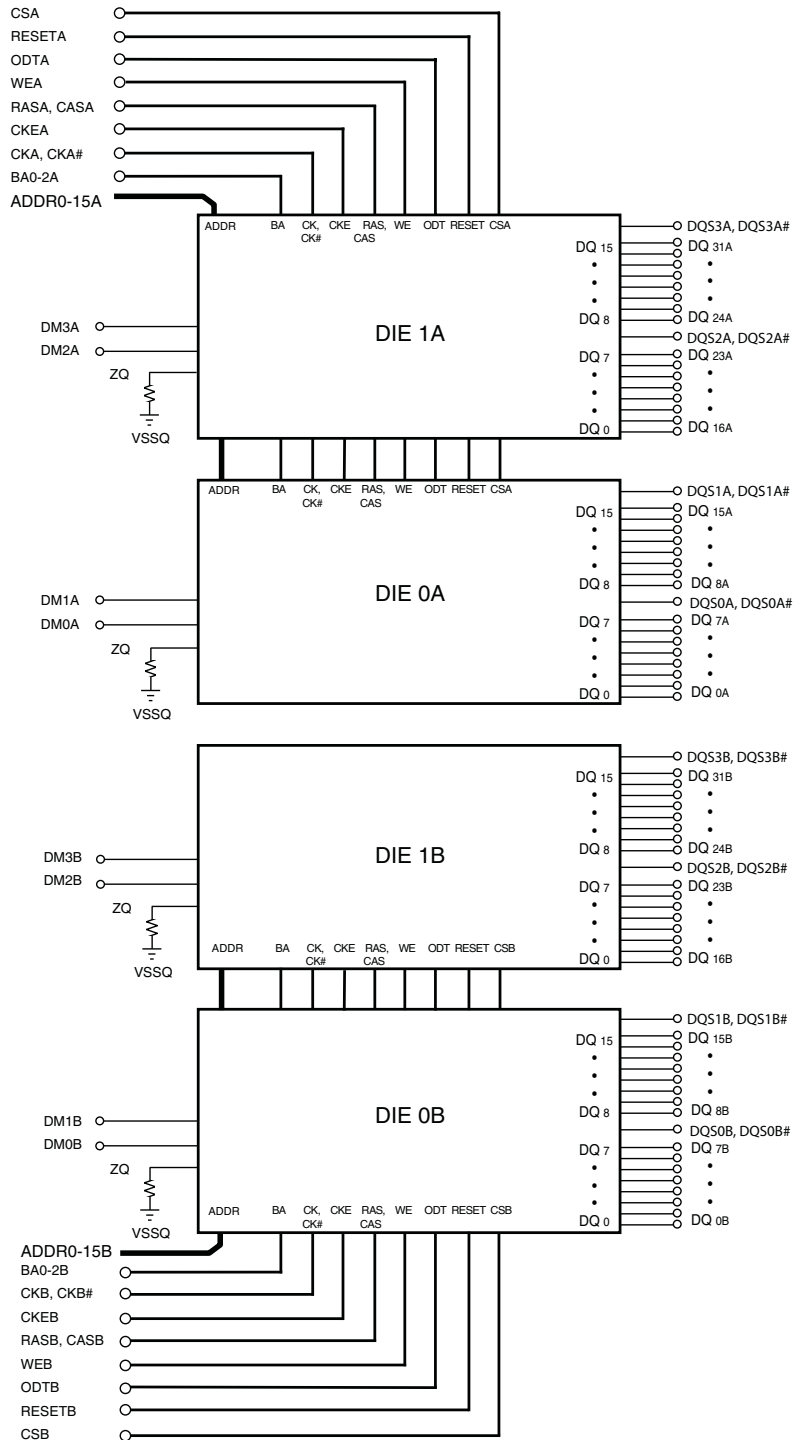 CSA
RESETA
ODTA
WEA
RASA, CASA
CKEA
CKA, CKA#
BA0-2A
ADDR0-15A
ADDR BA CK, CK# CKE RAS, CAS WE ODT RESET CSA
DQS3A, DQS3A#
DQ 15 DQ 31A
DQ 8 DQ 24A
DM3A
DM2A
DIE 1A
DQS2A, DQS2A#
DQ 7 DQ 23A
ZQ
VSSQ
DQ 0 DQ 16A
ADDR BA CK, CK# CKE RAS, CAS WE ODT RESET CSA
DQS1A, DQS1A#
DQ 15 DQ 15A
DQ 8 DQ 8A
DIE 0A
DM1A
DM0A
DQS0A, DQS0A#
DQ 7 DQ 7A
ZQ
VSSQ
DQ 0 DQ 0A
DQS3B, DQS3B#
DQ 15 DQ 31B
DQ 8 DQ 24B
DIE 1B
DM3B
DM2B
DQS2B, DQS2B#
DQ 7 DQ 23B
ZQ
VSSQ
ADDR BA CK, CK# CKE RAS, CAS WE ODT RESET CSB
DQ 0 DQ 16B
DQS1B, DQS1B#
DQ 15 DQ 15B
DQ 8 DQ 8B
DIE 0B
DM1B
DM0B
DQS0B, DQS0B#
DQ 7 DQ 7B
ZQ
VSSQ
ADDR BA CK, CK# CKE RAS, CAS WE ODT RESET CSB
DQ 0 DQ 0B
ADDR0-15B
BA0-2B
CKB, CKB#
CKEB
RASB, CASB
WEB
ODTB
RESETB
CSB